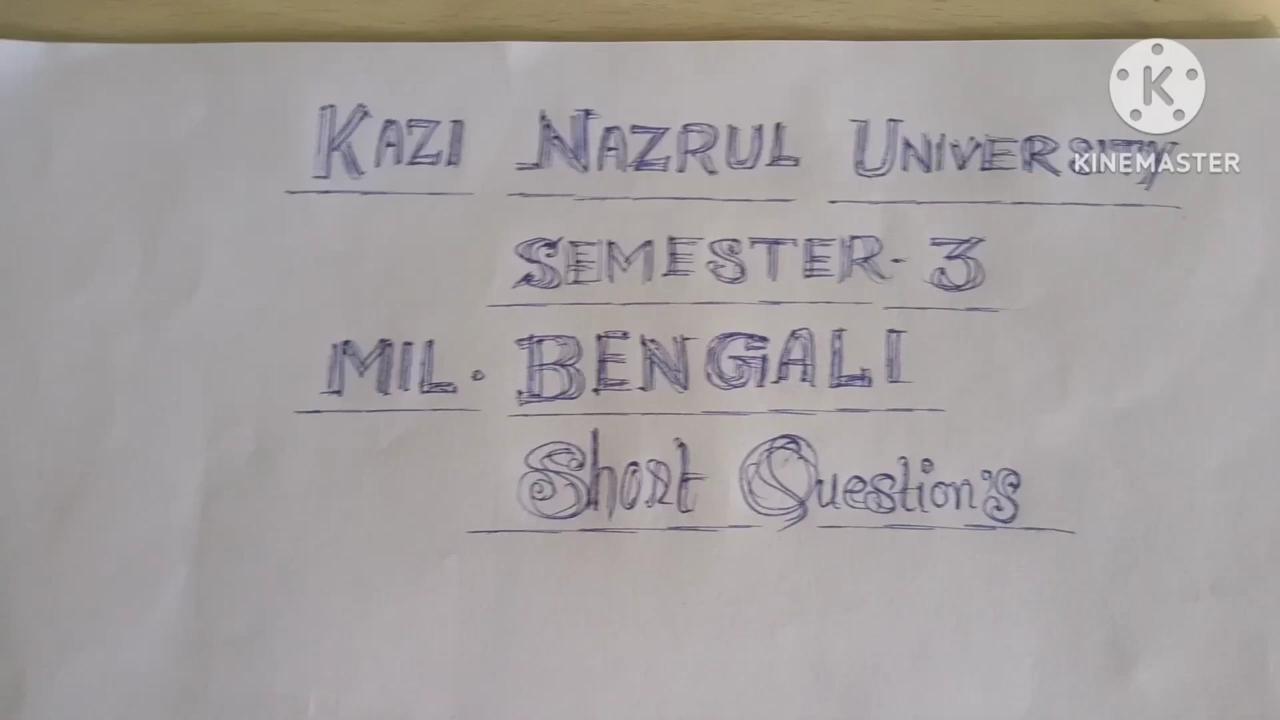 KAZI NAZRUL UNIVERSITY
K
KINEMASTER
SEMESTER-3
MIL. BENGALI
Short Question's